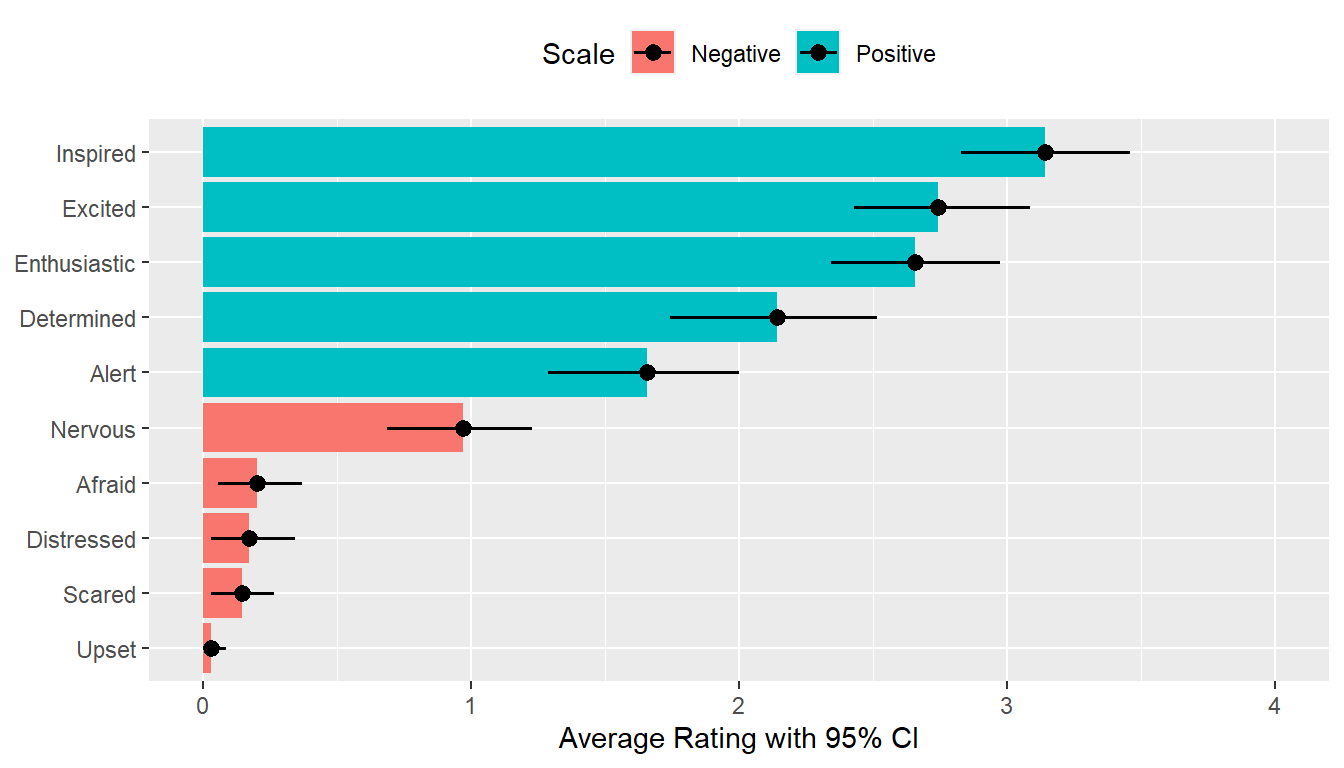 Scale Negative Positive
Inspired
Excited
Enthusiastic
Determined
Alert
Nervous
Afraid
Distressed
Scared
Upset
0 1 2 3 4
Average Rating with 95% CI